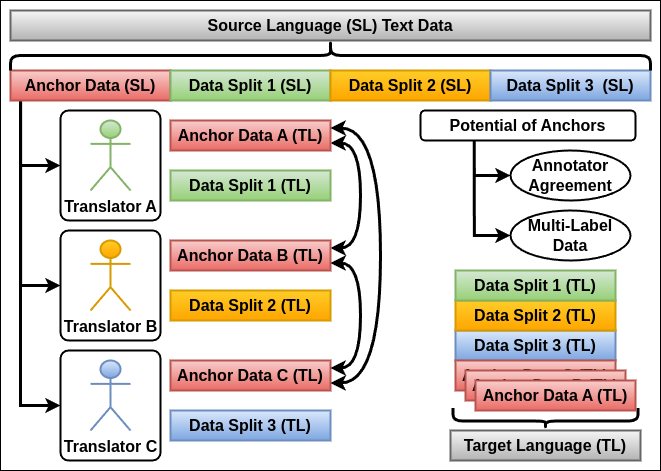 Source Language (SL) Text Data
Anchor Data (SL)
Data Split 1 (SL)
Data Split 2 (SL)
Data Split 3 (SL)
Translator A
Anchor Data A (TL)
Data Split 1 (TL)
Translator B
Anchor Data B (TL)
Data Split 2 (TL)
Translator C
Anchor Data C (TL)
Data Split 3 (TL)
Potential of Anchors
Annotator
Agreement
Multi-Label
Data
Data Split 1 (TL)
Data Split 2 (TL)
Data Split 3 (TL)
Anchor Data A (TL)
Target Language (TL)